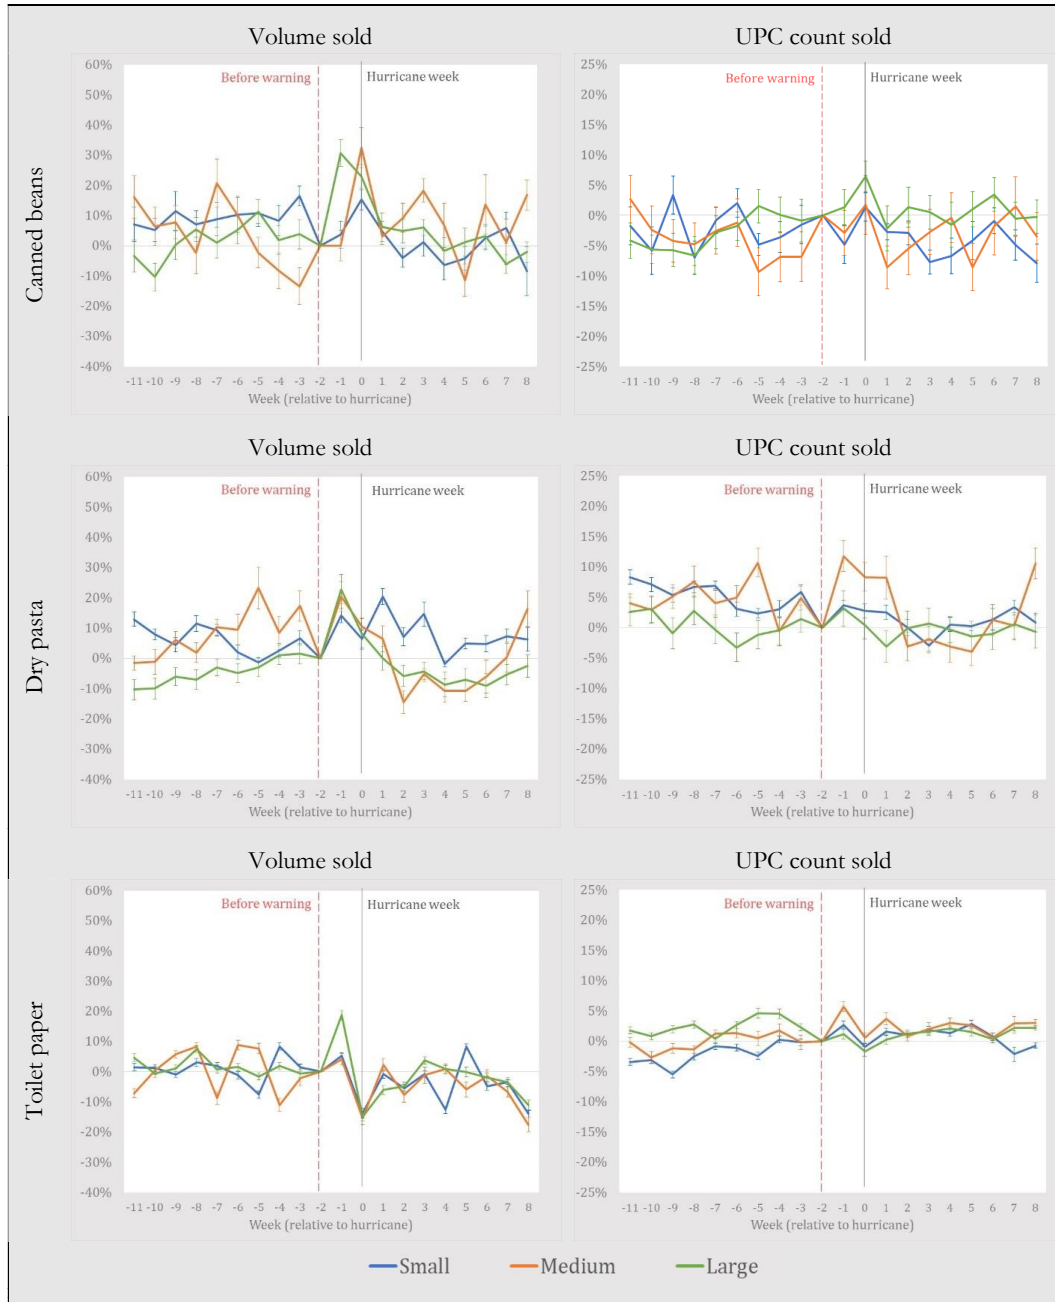 Volume sold
UPC count sold
Canned beans
60%
50%
40%
30%
20%
10%
0%
-10%
-20%
-30%
-40%
Before warning
Hurricane week
-11 -10 -9 -8 -7 -6 -5 -4 -3 -2 -1 0 1 2 3 4 5 6 7 8
Week (relative to hurricane)
25%
20%
15%
10%
5%
0%
-5%
-10%
-15%
-20%
-25%
Before warning
Hurricane week
-11 -10 -9 -8 -7 -6 -5 -4 -3 -2 -1 0 1 2 3 4 5 6 7 8
Week (relative to hurricane)
Volume sold
UPC count sold
Dry pasta
60%
50%
40%
30%
20%
10%
0%
-10%
-20%
-30%
-40%
Before warning
Hurricane week
-11 -10 -9 -8 -7 -6 -5 -4 -3 -2 -1 0 1 2 3 4 5 6 7 8
Week (relative to hurricane)
25%
20%
15%
10%
5%
0%
-5%
-10%
-15%
-20%
-25%
Before warning
Hurricane week
-11 -10 -9 -8 -7 -6 -5 -4 -3 -2 -1 0 1 2 3 4 5 6 7 8
Week (relative to hurricane)
Volume sold
UPC count sold
Toilet paper
60%
50%
40%
30%
20%
10%
0%
-10%
-20%
-30%
-40%
Before warning
Hurricane week
-11 -10 -9 -8 -7 -6 -5 -4 -3 -2 -1 0 1 2 3 4 5 6 7 8
Week (relative to hurricane)
25%
20%
15%
10%
5%
0%
-5%
-10%
-15%
-20%
-25%
Before warning
Hurricane week
-11 -10 -9 -8 -7 -6 -5 -4 -3 -2 -1 0 1 2 3 4 5 6 7 8
Week (relative to hurricane)
Small Medium Large